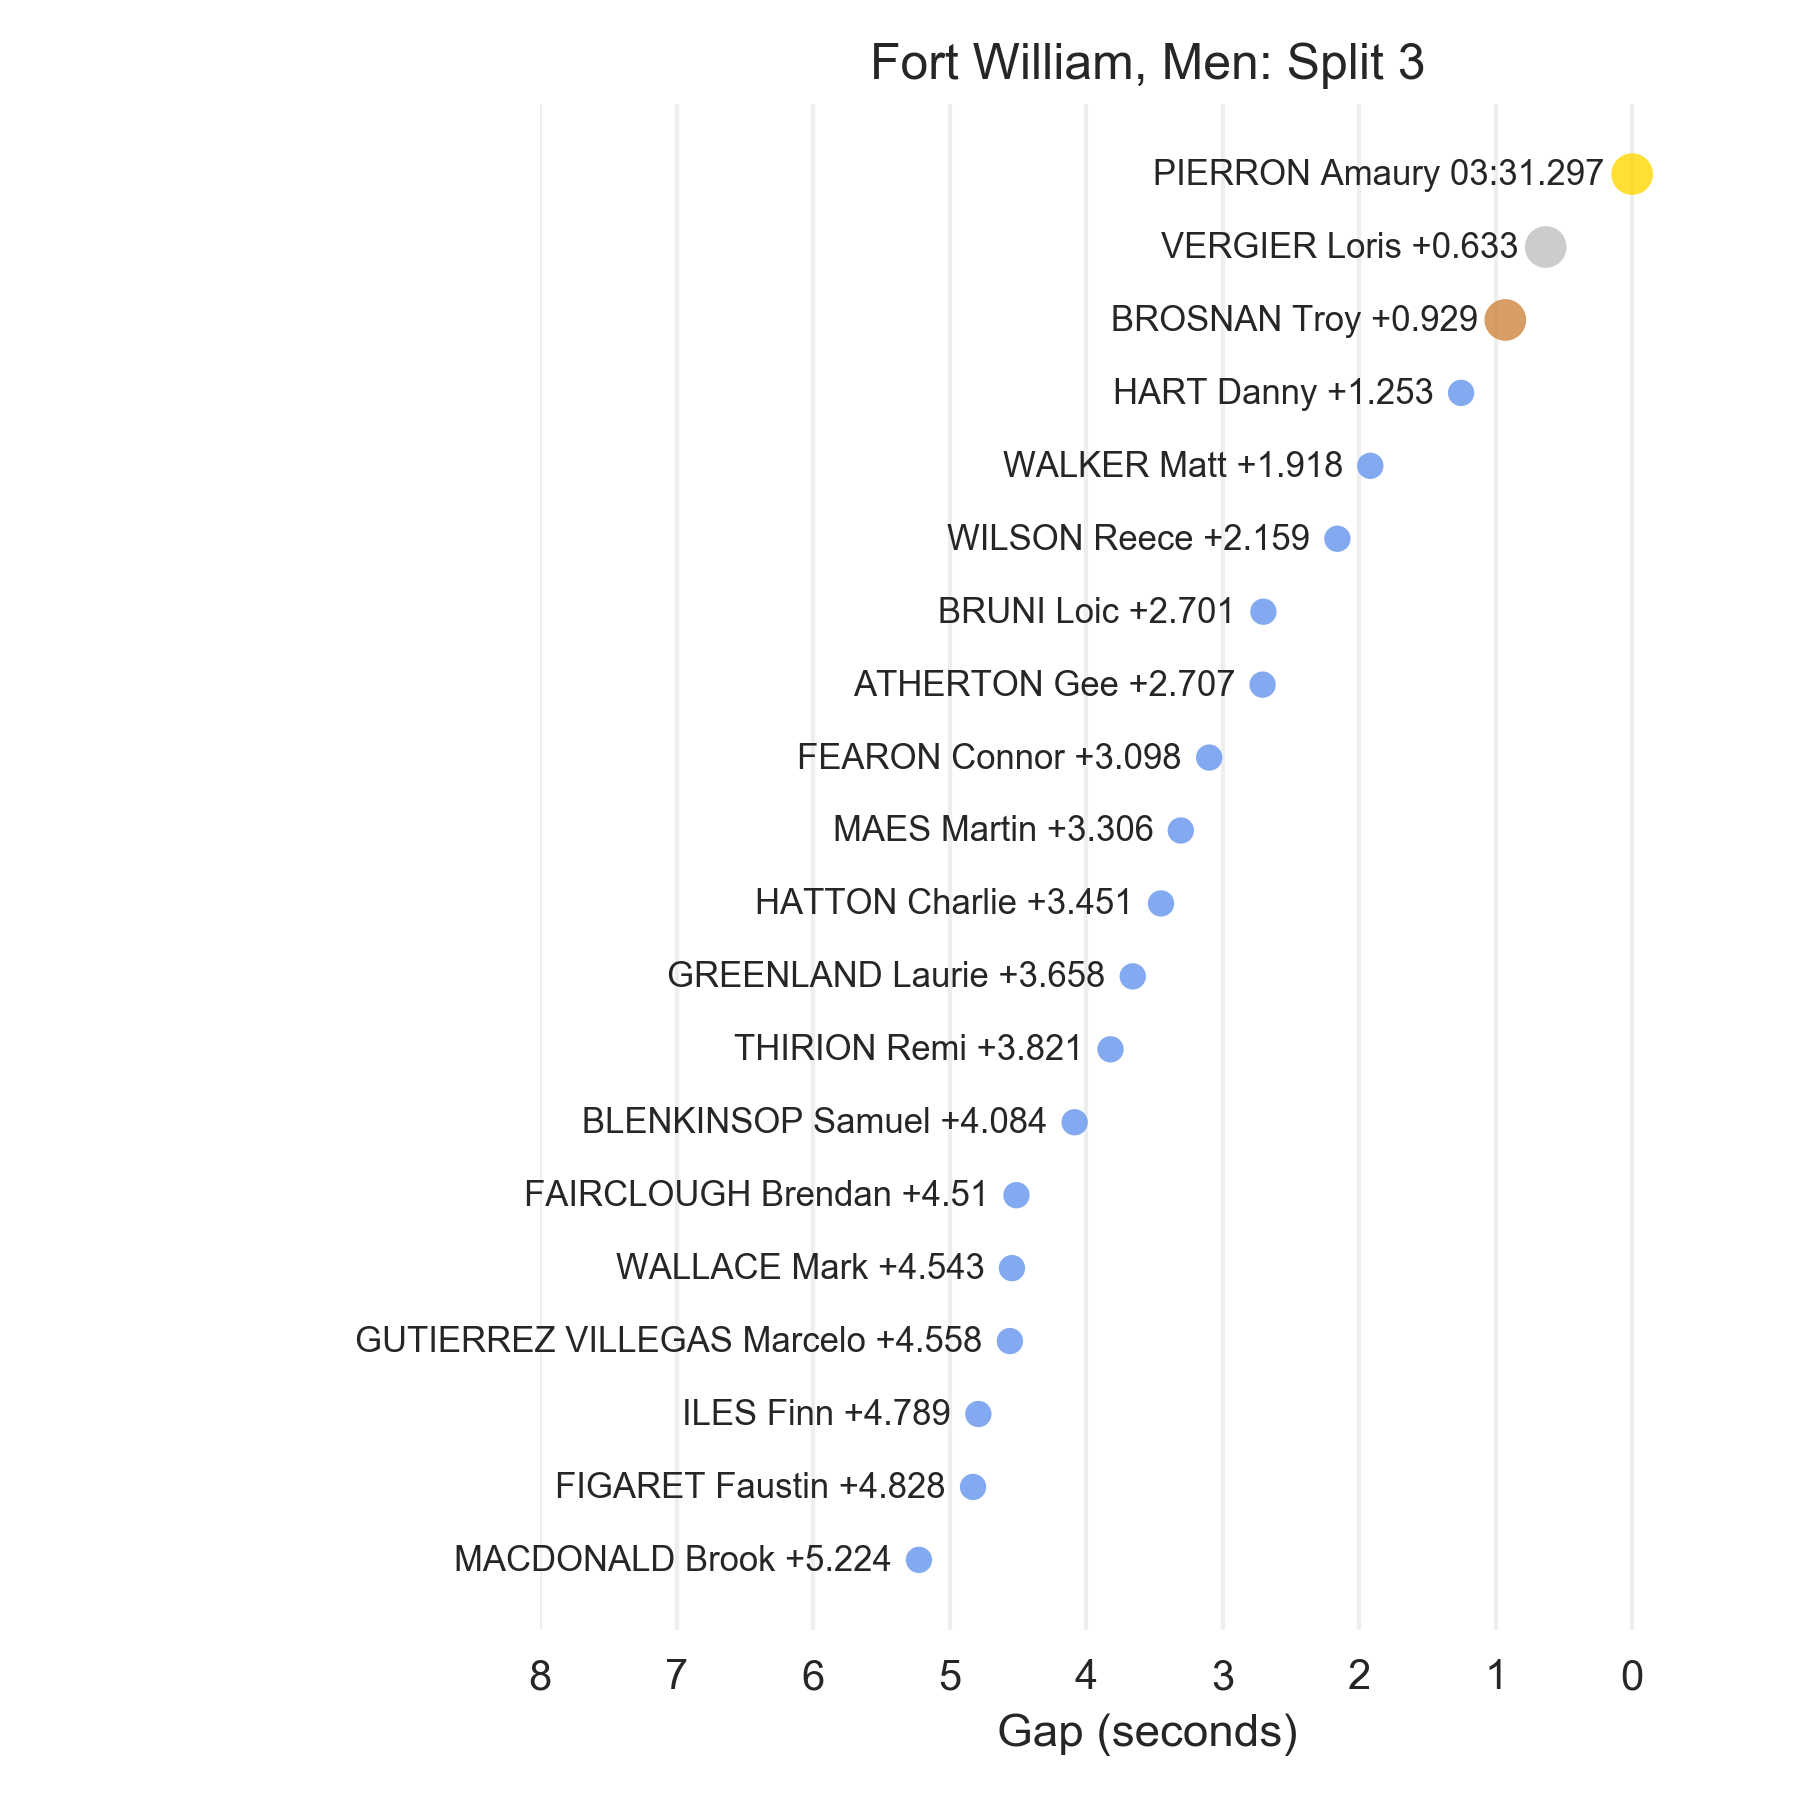 Fort William, Men: Split 3
PIERRON Amaury 03:31.297
VERGIER Loris +0.633
BROSNAN Troy +0.929
HART Danny +1.253
WALKER Matt +1.918
WILSON Reece +2.159
BRUNI Loic +2.701
ATHERTON Gee +2.707
FEARON Connor +3.098
MAES Martin +3.306
HATTON Charlie +3.451
GREENLAND Laurie +3.658
THIRION Remi +3.821
BLENKINSOP Samuel +4.084
FAIRCLOUGH Brendan +4.51
WALLACE Mark +4.543
GUTIERREZ VILLEGAS Marcelo +4.558
ILES Finn +4.789
FIGARET Faustin +4.828
MACDONALD Brook +5.224
8 7 6 5 4 3 2 1 0
Gap (seconds)